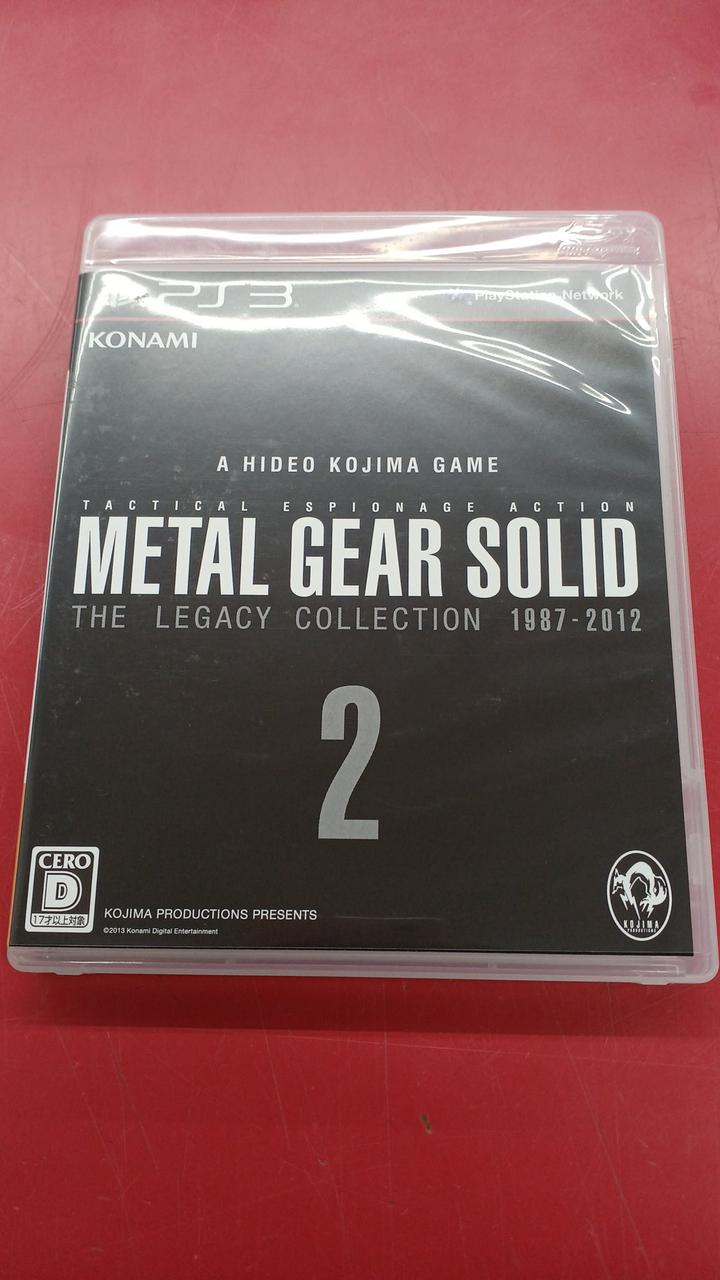 PS3
PlayStation Network
KONAMI
A HIDEO KOJIMA GAME
TACTICAL ESPIONAGE ACTION
METAL GEAR SOLID
THE LEGACY COLLECTION 1987-2012
2
CERO
D
17才以上対象
KOJIMA PRODUCTIONS PRESENTS
©2013 Konami Digital Entertainment
KOJIMA
PRODUCTIONS